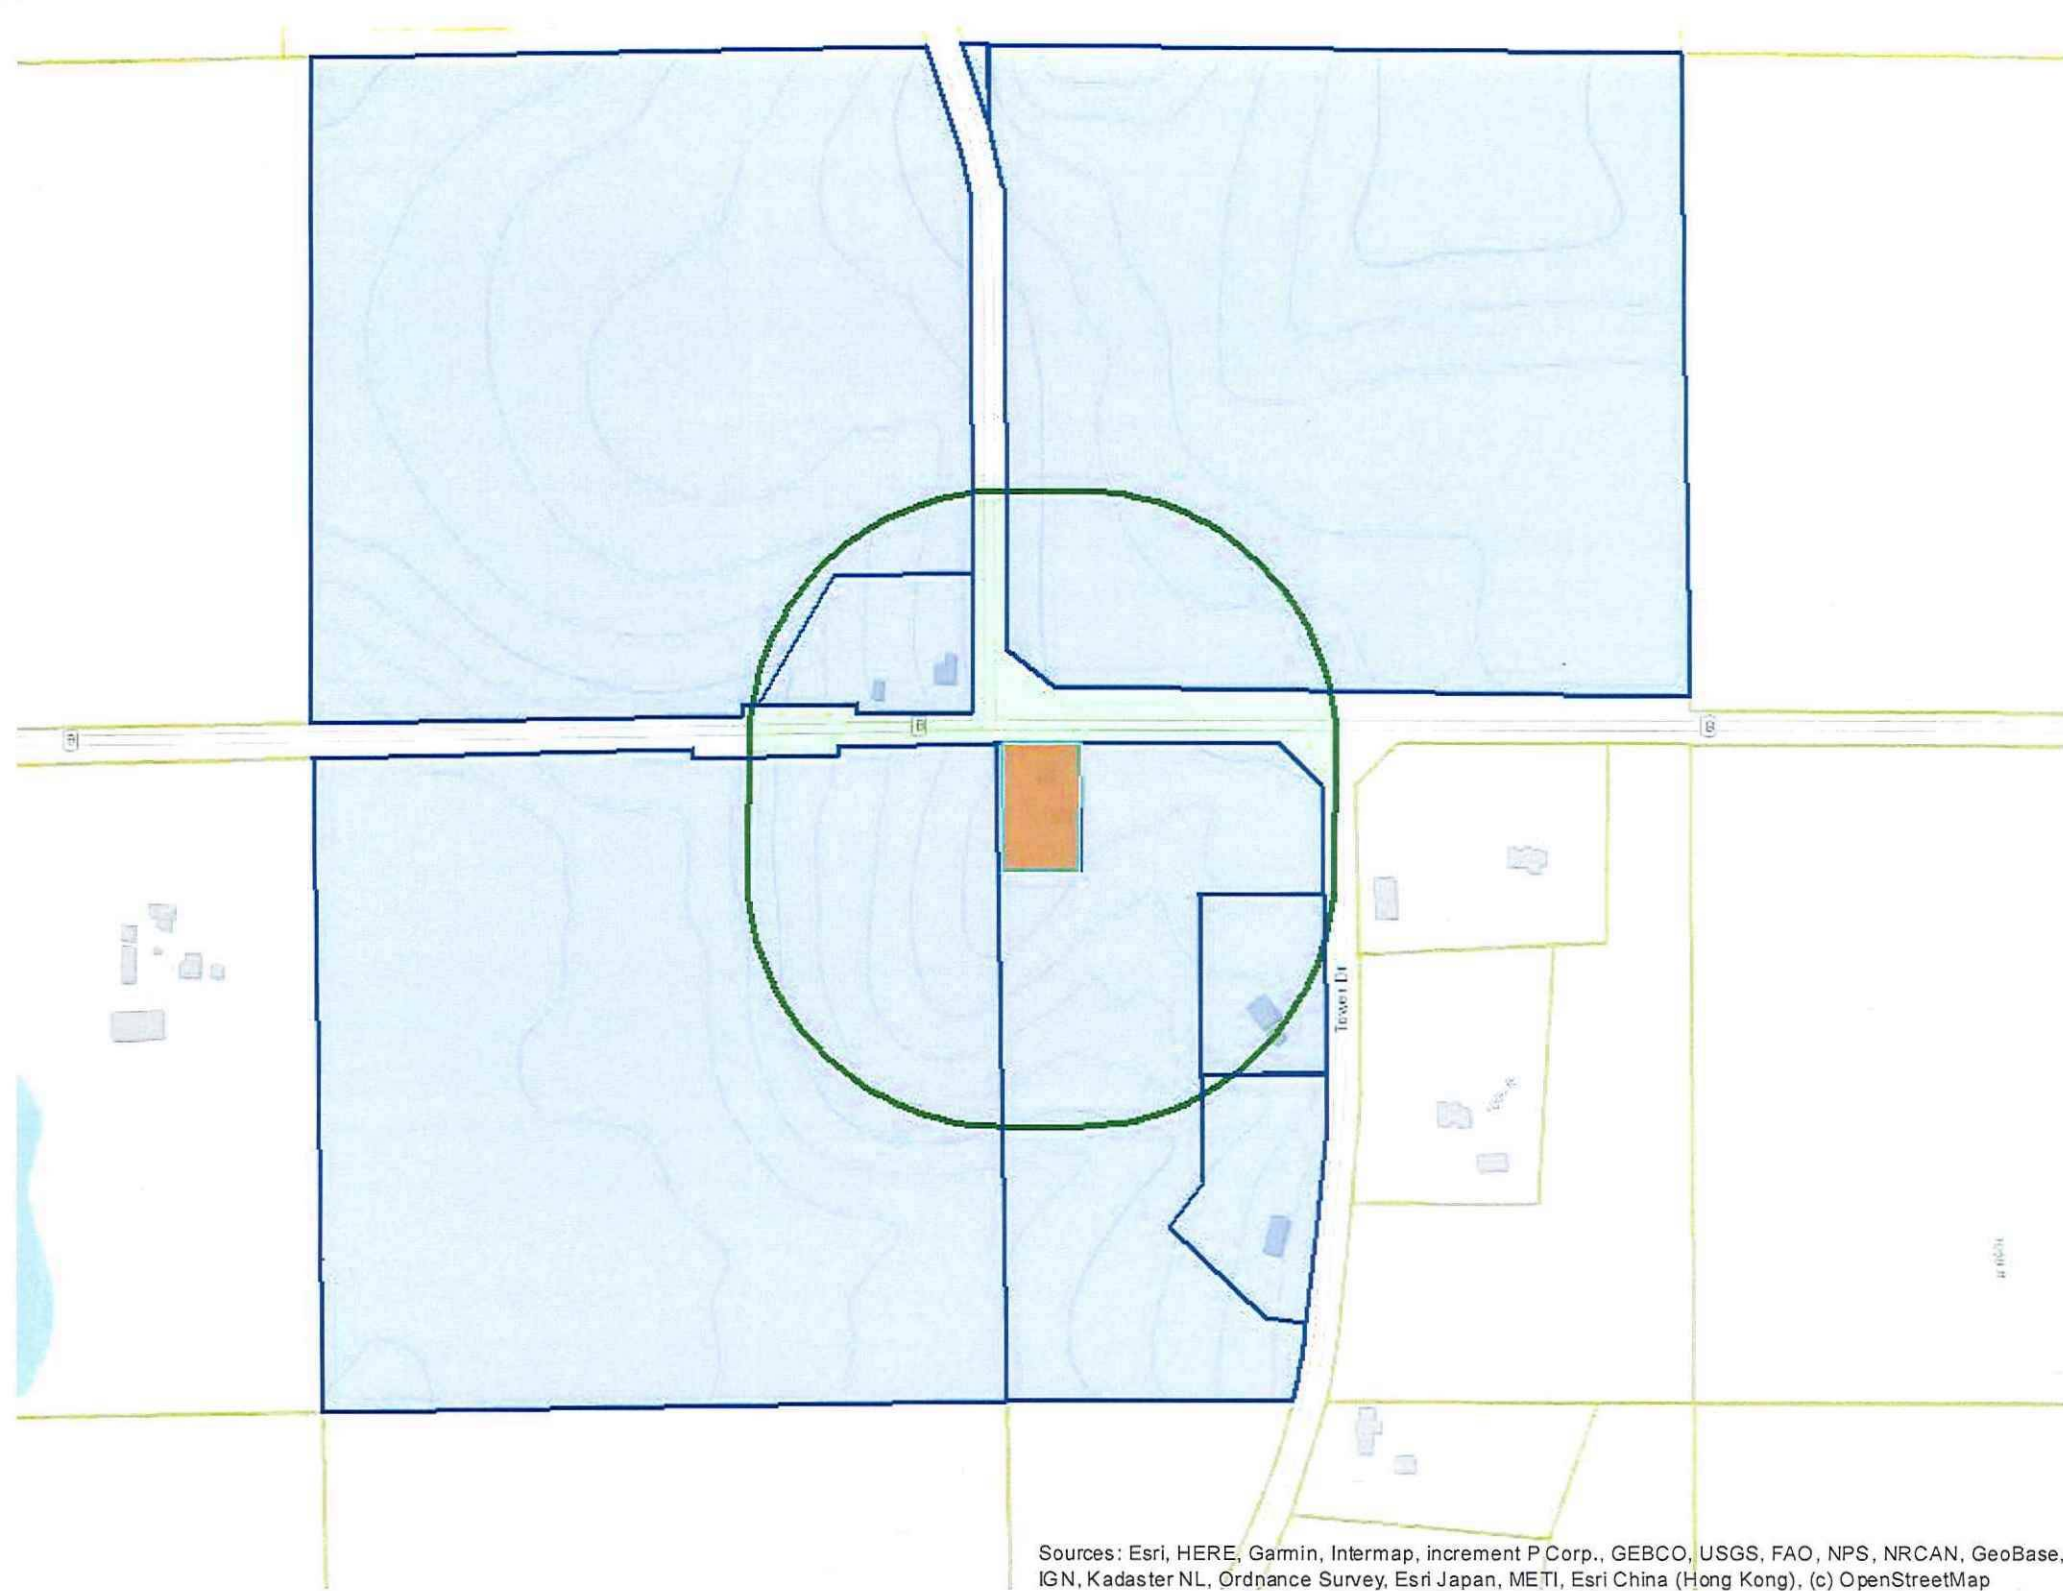 B
B
B
Tower Dr
Sources: Esri, HERE, Garmin, Intermap, increment P Corp., GEBCO, USGS, FAO, NPS, NRCAN, GeoBase,
IGN, Kadaster NL, Ordnance Survey, Esri Japan, METI, Esri China (Hong Kong), (c) OpenStreetMap